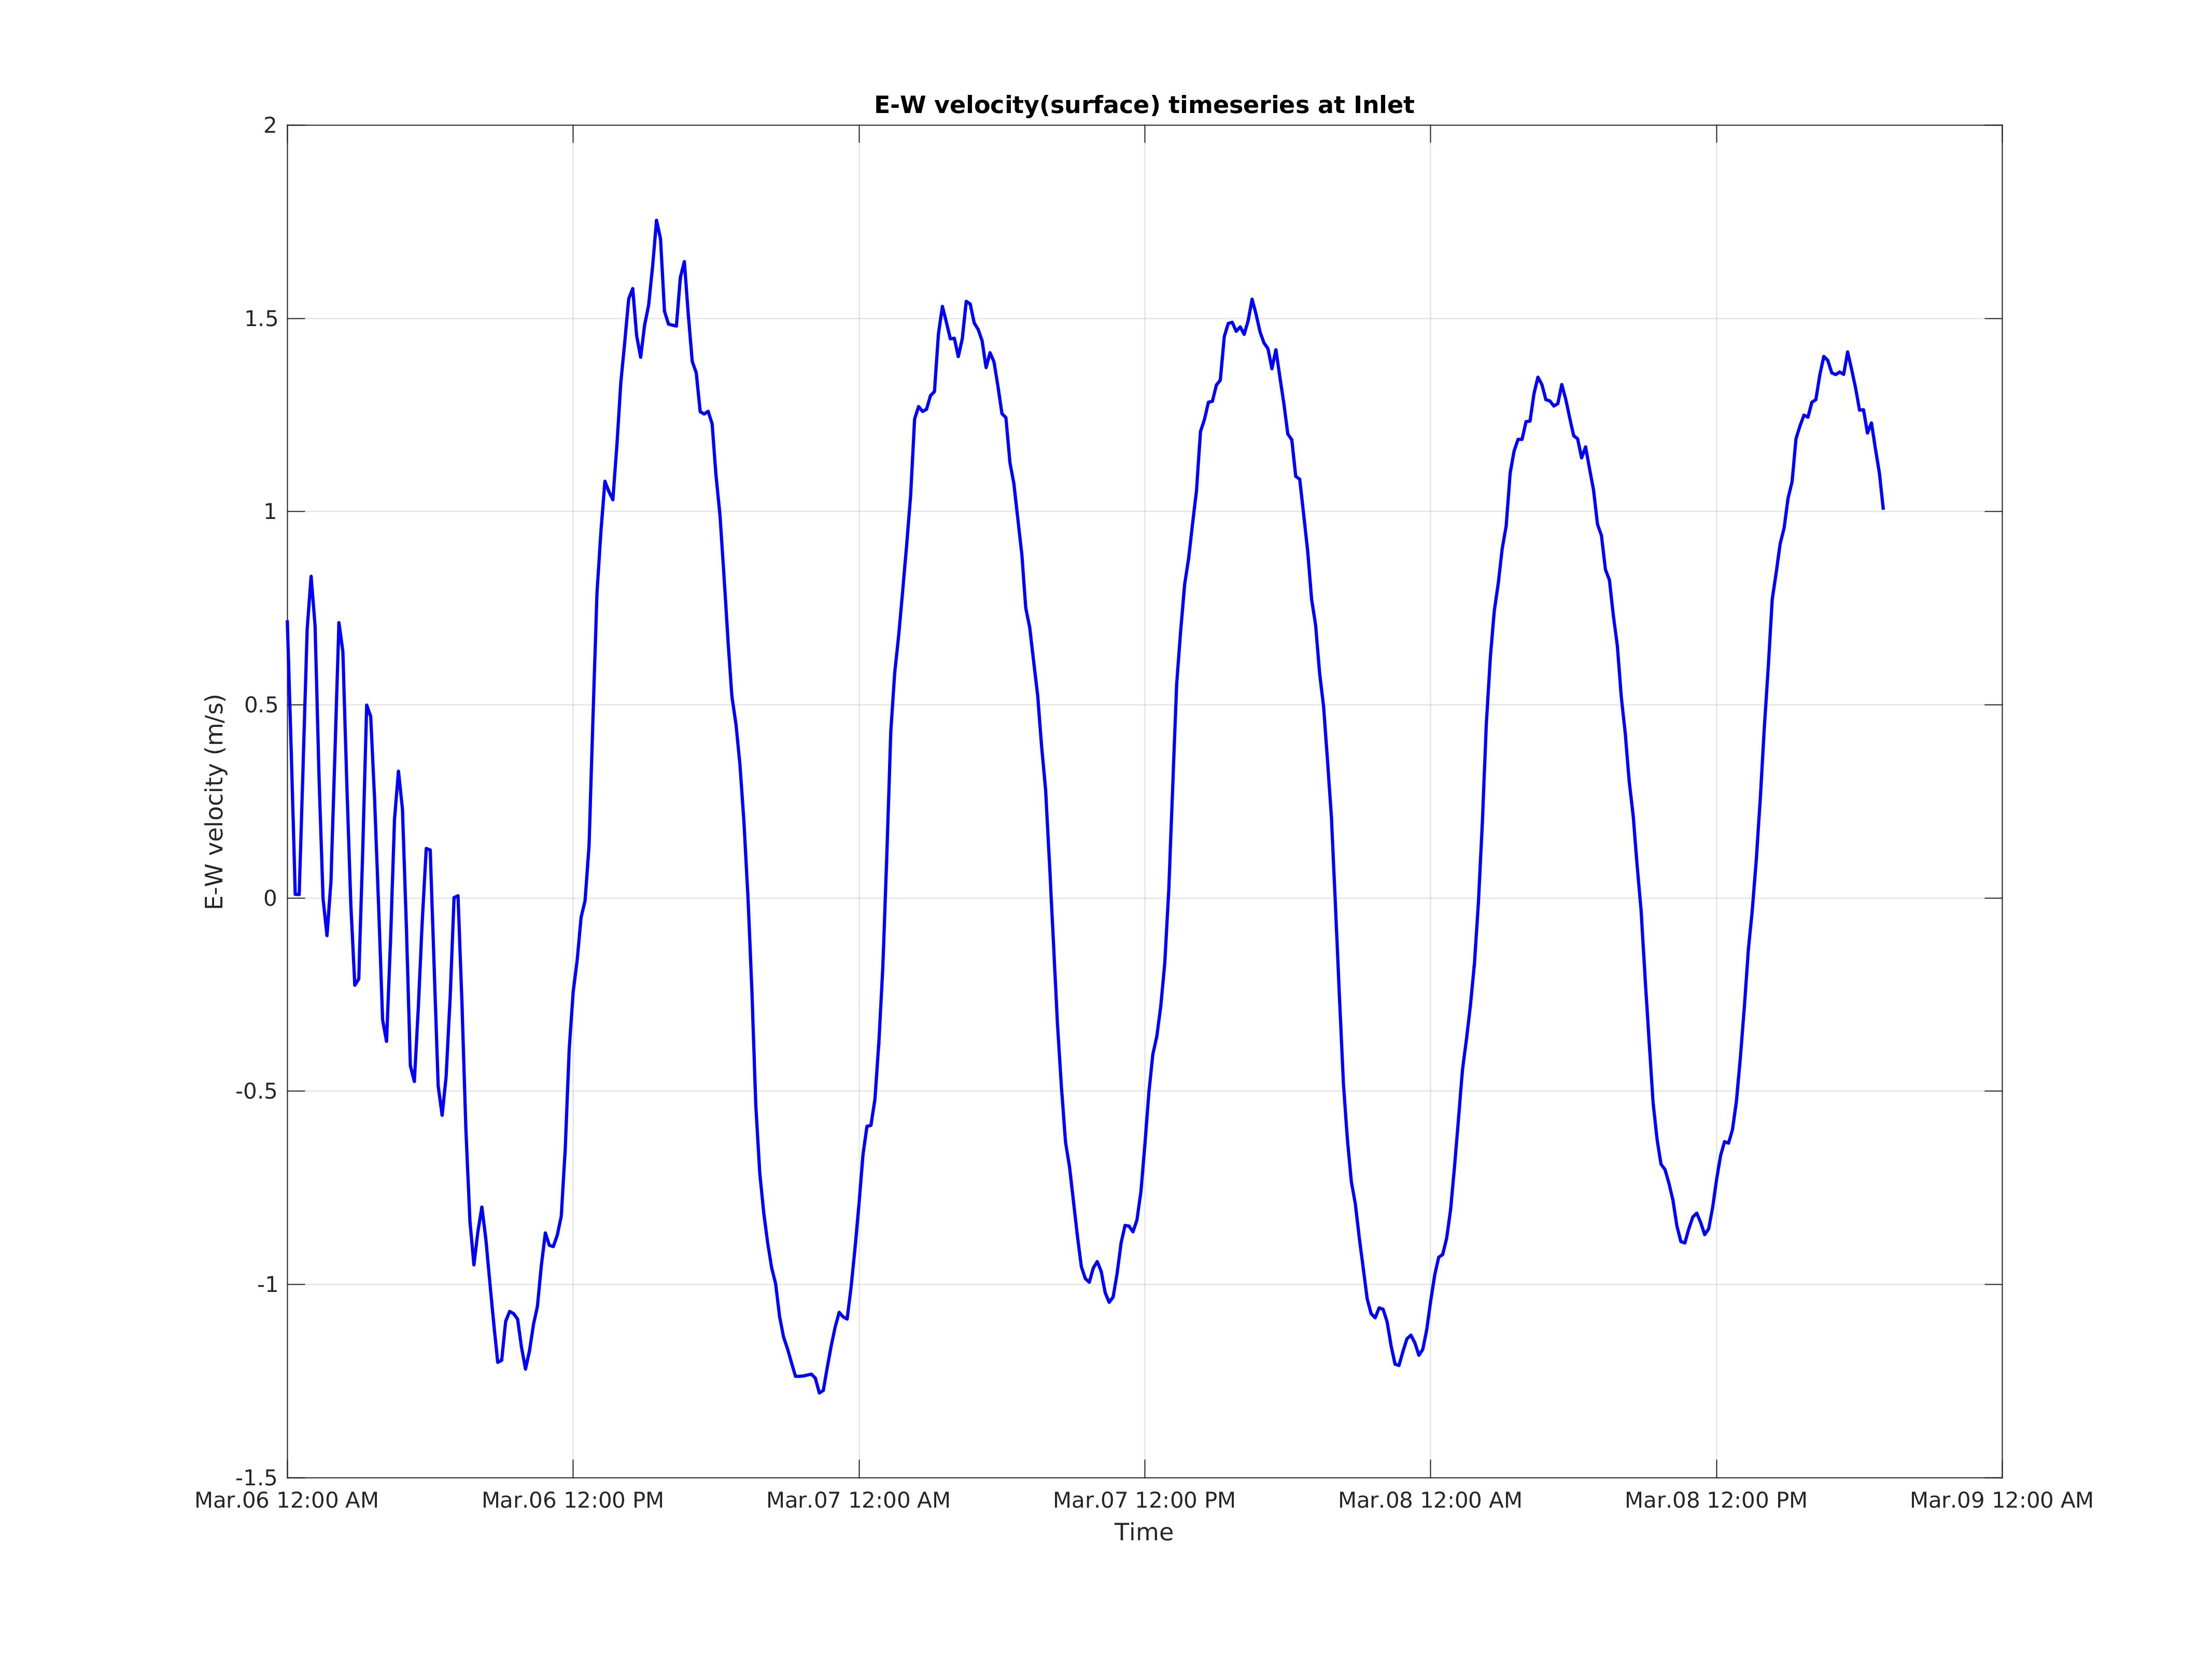 E-W velocity(surface) timeseries at Inlet
2
1.5
1
0.5
0
-0.5
-1
-1.5
E-W velocity (m/s)
Mar.06 12:00 AM
Mar.06 12:00 PM
Mar.07 12:00 AM
Mar.07 12:00 PM
Mar.08 12:00 AM
Mar.08 12:00 PM
Mar.09 12:00 AM
Time